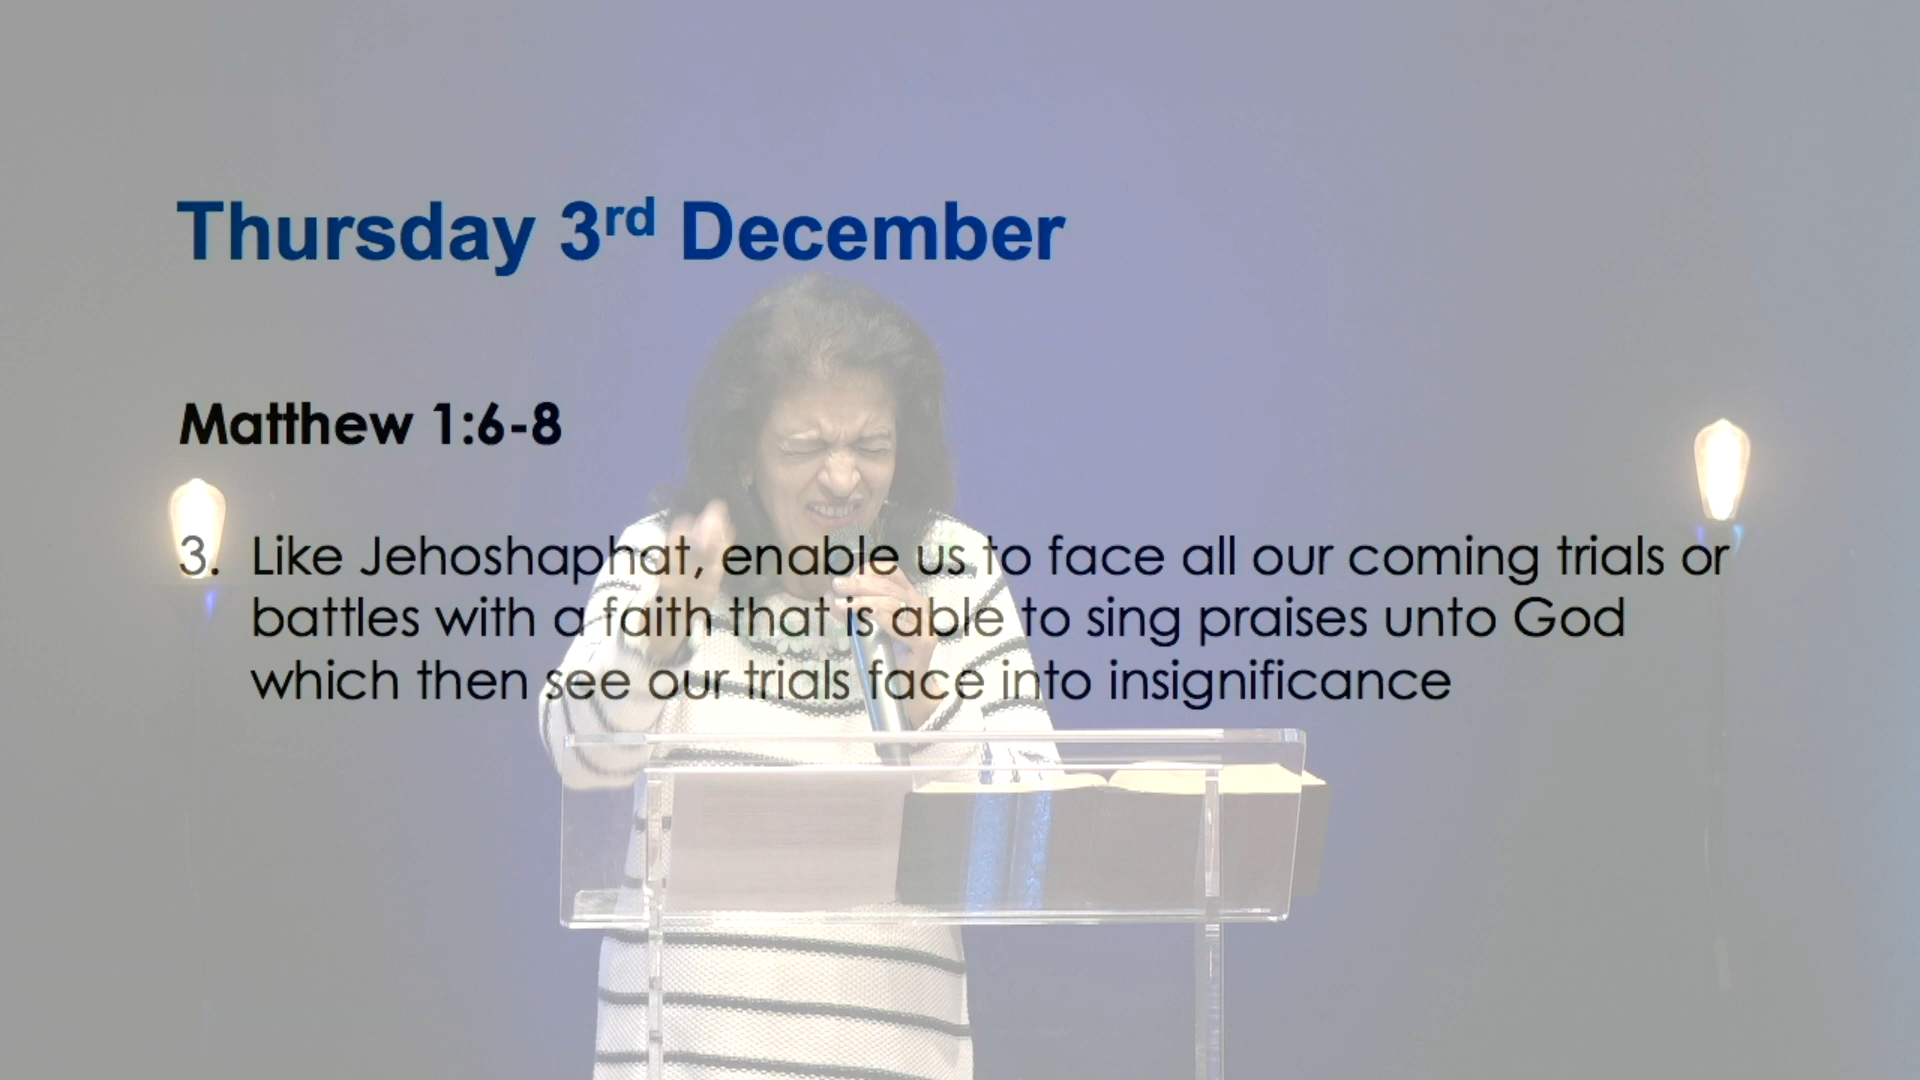 Thursday 3rd December
Matthew 1:6-8
3. Like Jehoshaphat, enable us to face all our coming trials or
battles with a faith that is able to sing praises unto God
which then see our trials face into insignificance